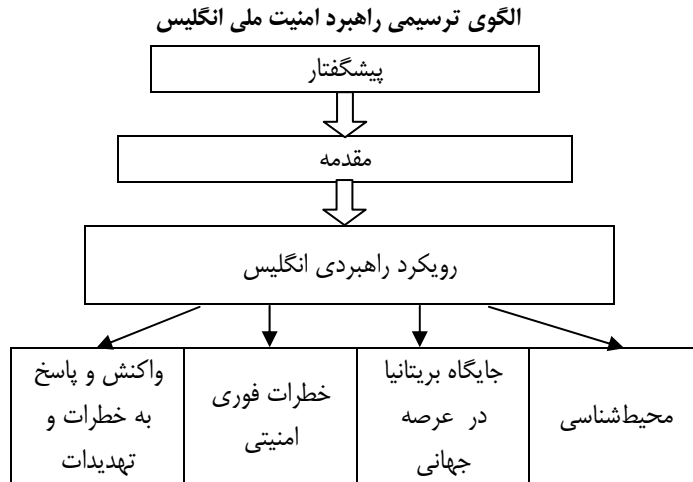 الگوی ترسیمی راهبرد امنیت ملی انگلیس
پیشگفتار
مقدمه
رویکرد راهبردی انگلیس
محیط‌شناسی
جایگاه بریتانیا
در عرصه
جهانی
خطرات فوری
امنیتی
واکنش و پاسخ
به خطرات و
تهدیدات